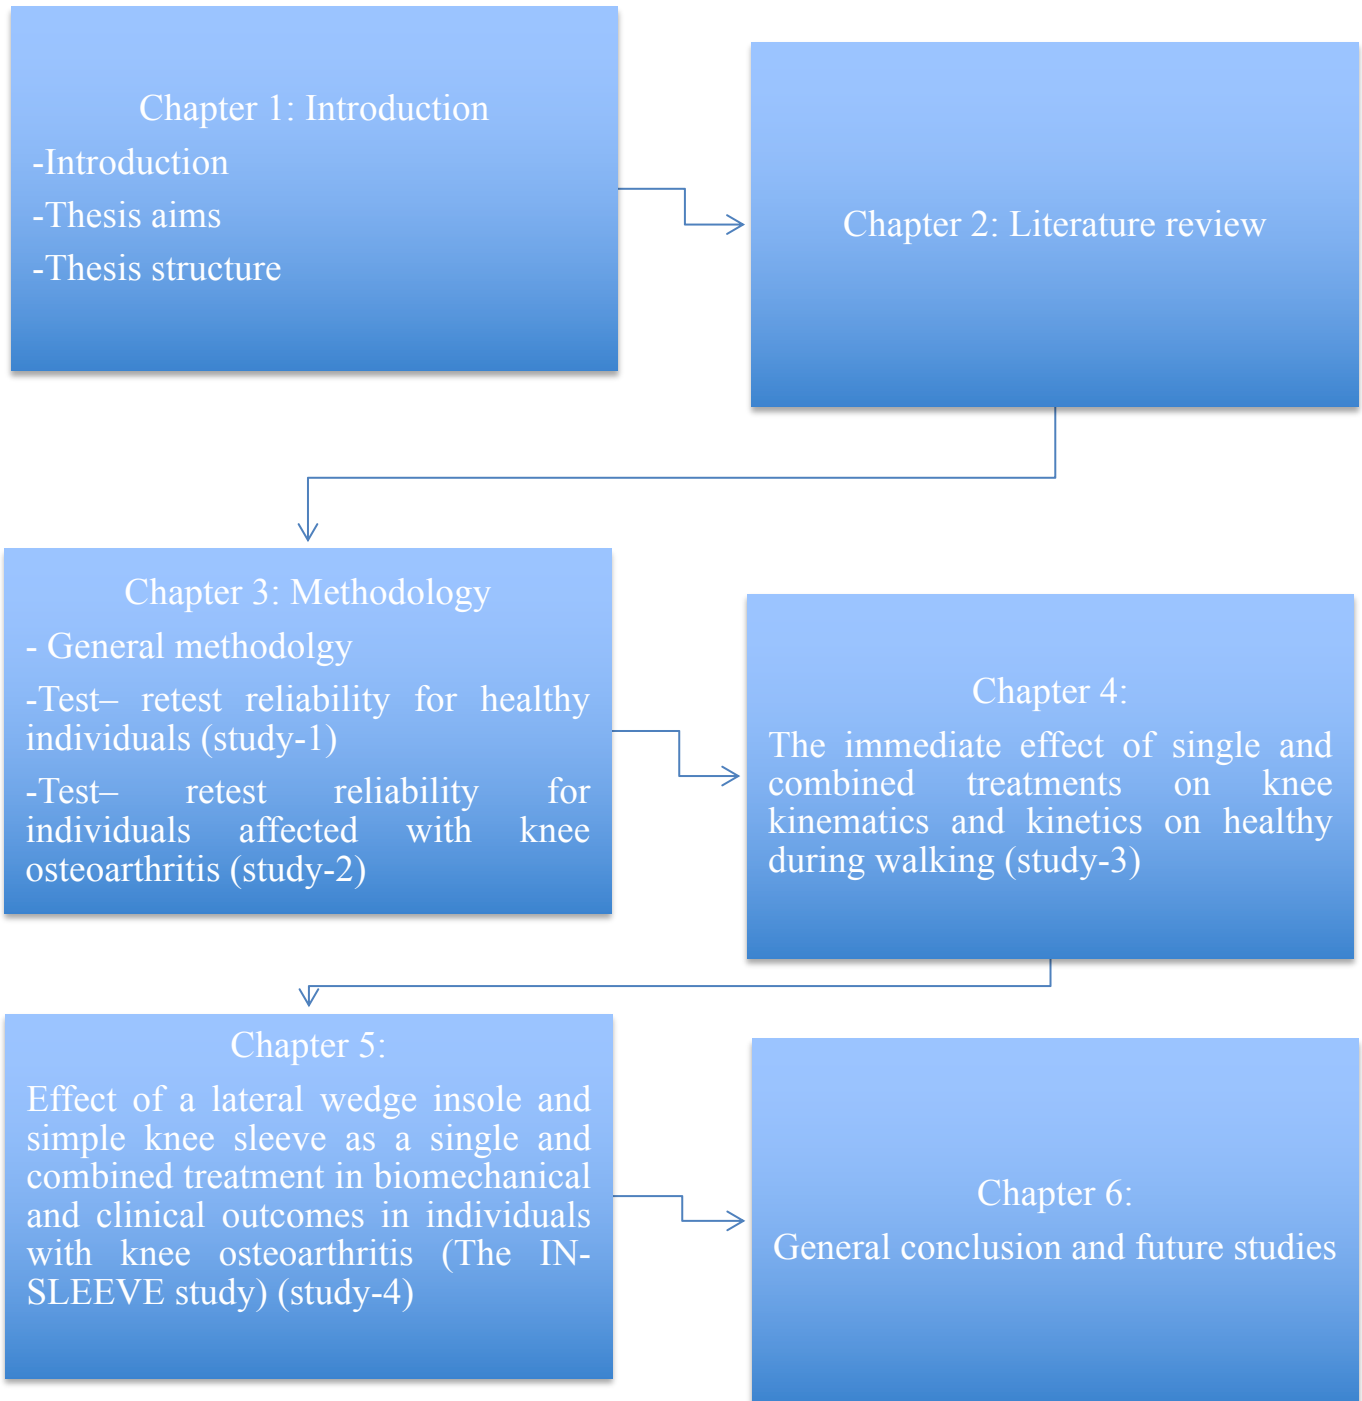 Chapter 1: Introduction
-Introduction
-Thesis aims
-Thesis structure
Chapter 2: Literature review
Chapter 3: Methodology
- General methodolgy
-Test– retest reliability for healthy
individuals (study-1)
-Test– retest reliability for
individuals affected with knee
osteoarthritis (study-2)
Chapter 4:
The immediate effect of single and
combined treatments on knee
kinematics and kinetics on healthy
during walking (study-3)
Chapter 5:
Effect of a lateral wedge insole and
simple knee sleeve as a single and
combined treatment in biomechanical
and clinical outcomes in individuals
with knee osteoarthritis (The IN-
SLEEVE study) (study-4)
Chapter 6:
General conclusion and future studies